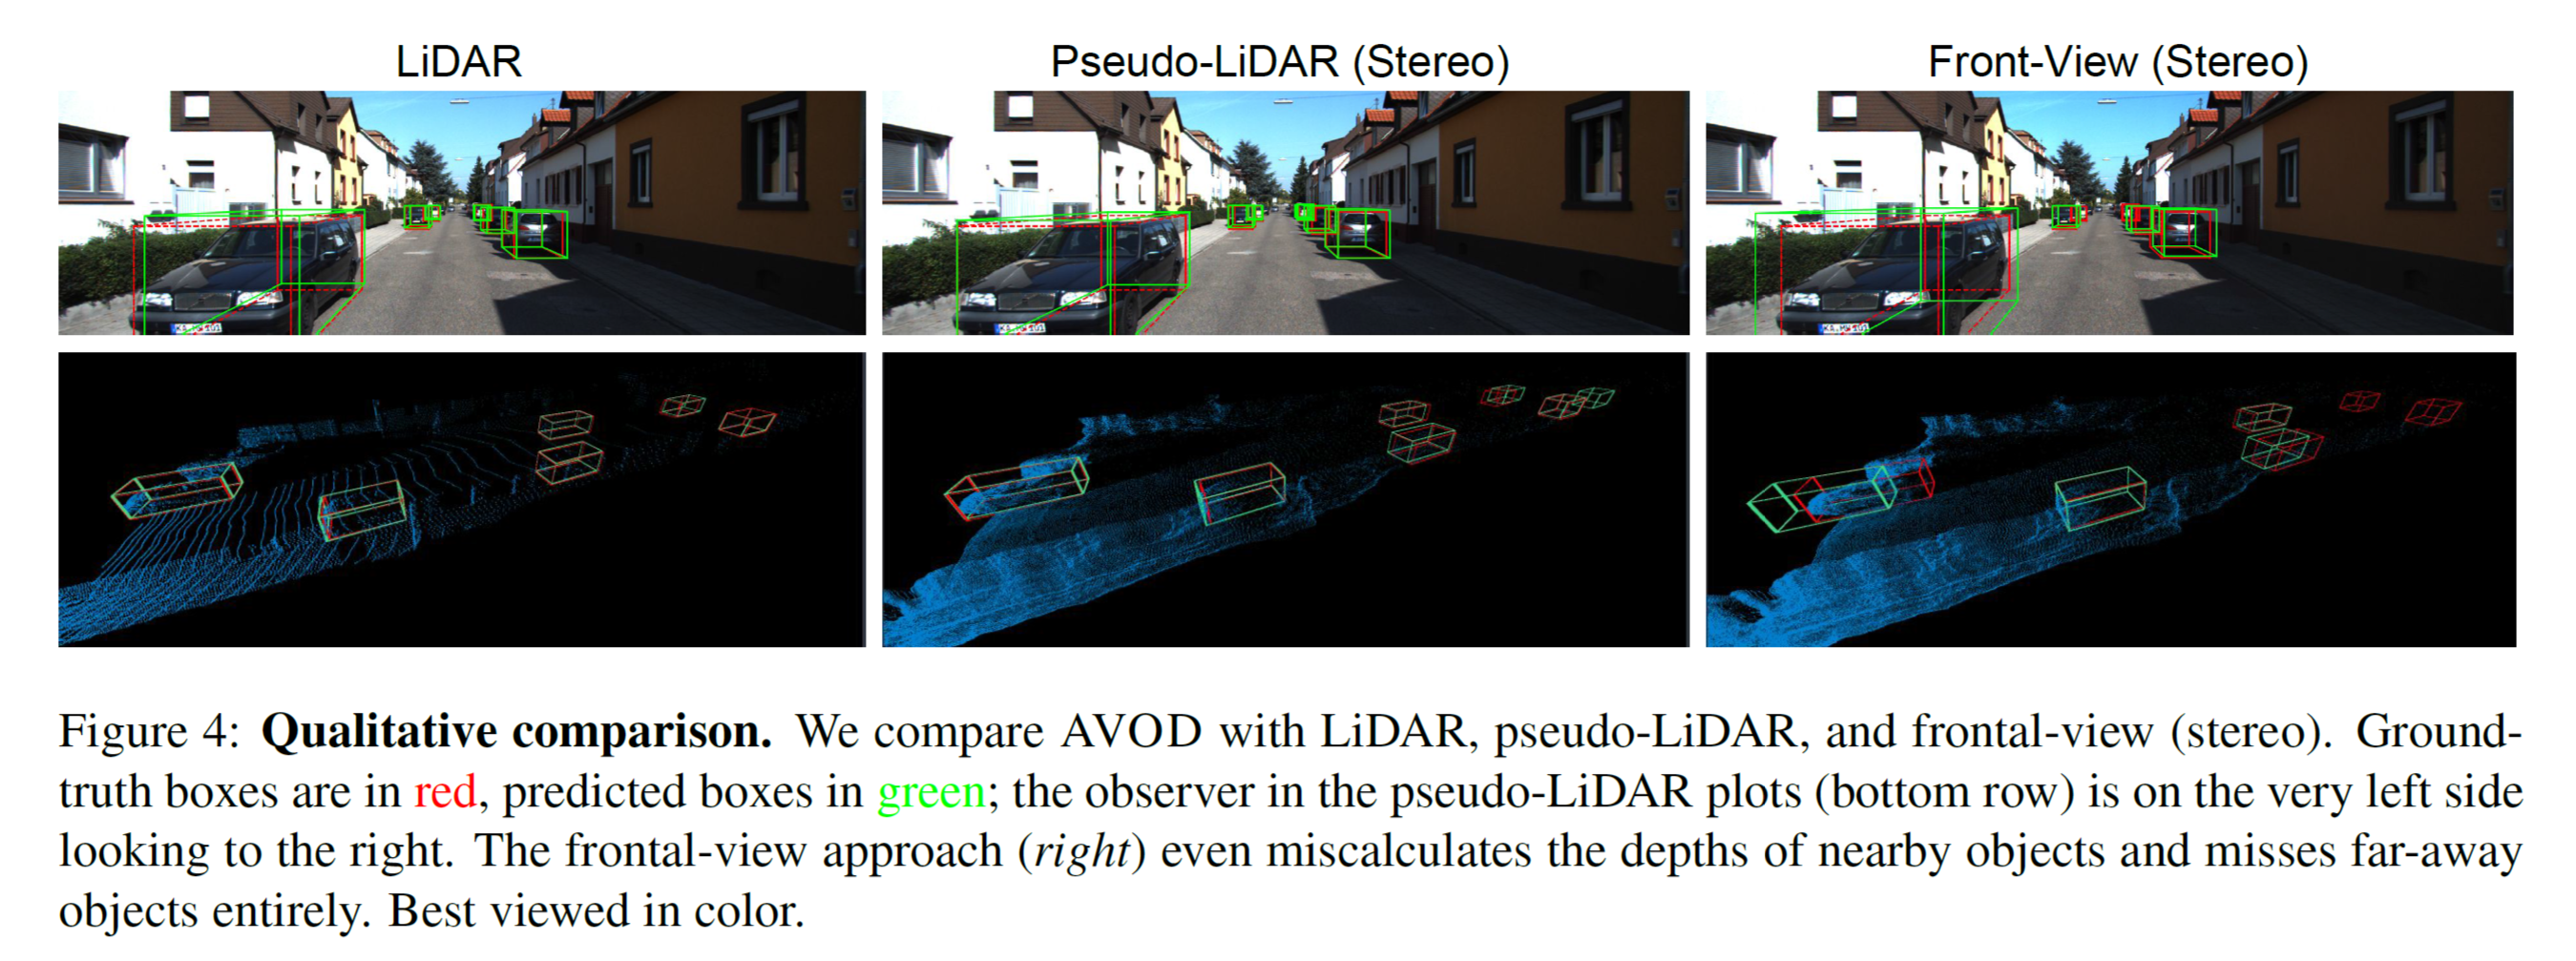 LiDAR
Pseudo-LiDAR (Stereo)
Front-View (Stereo)
Figure 4: Qualitative comparison. We compare AVOD with LiDAR, pseudo-LiDAR, and frontal-view (stereo). Ground-
truth boxes are in red, predicted boxes in green; the observer in the pseudo-LiDAR plots (bottom row) is on the very left side
looking to the right. The frontal-view approach (right) even miscalculates the depths of nearby objects and misses far-away
objects entirely. Best viewed in color.